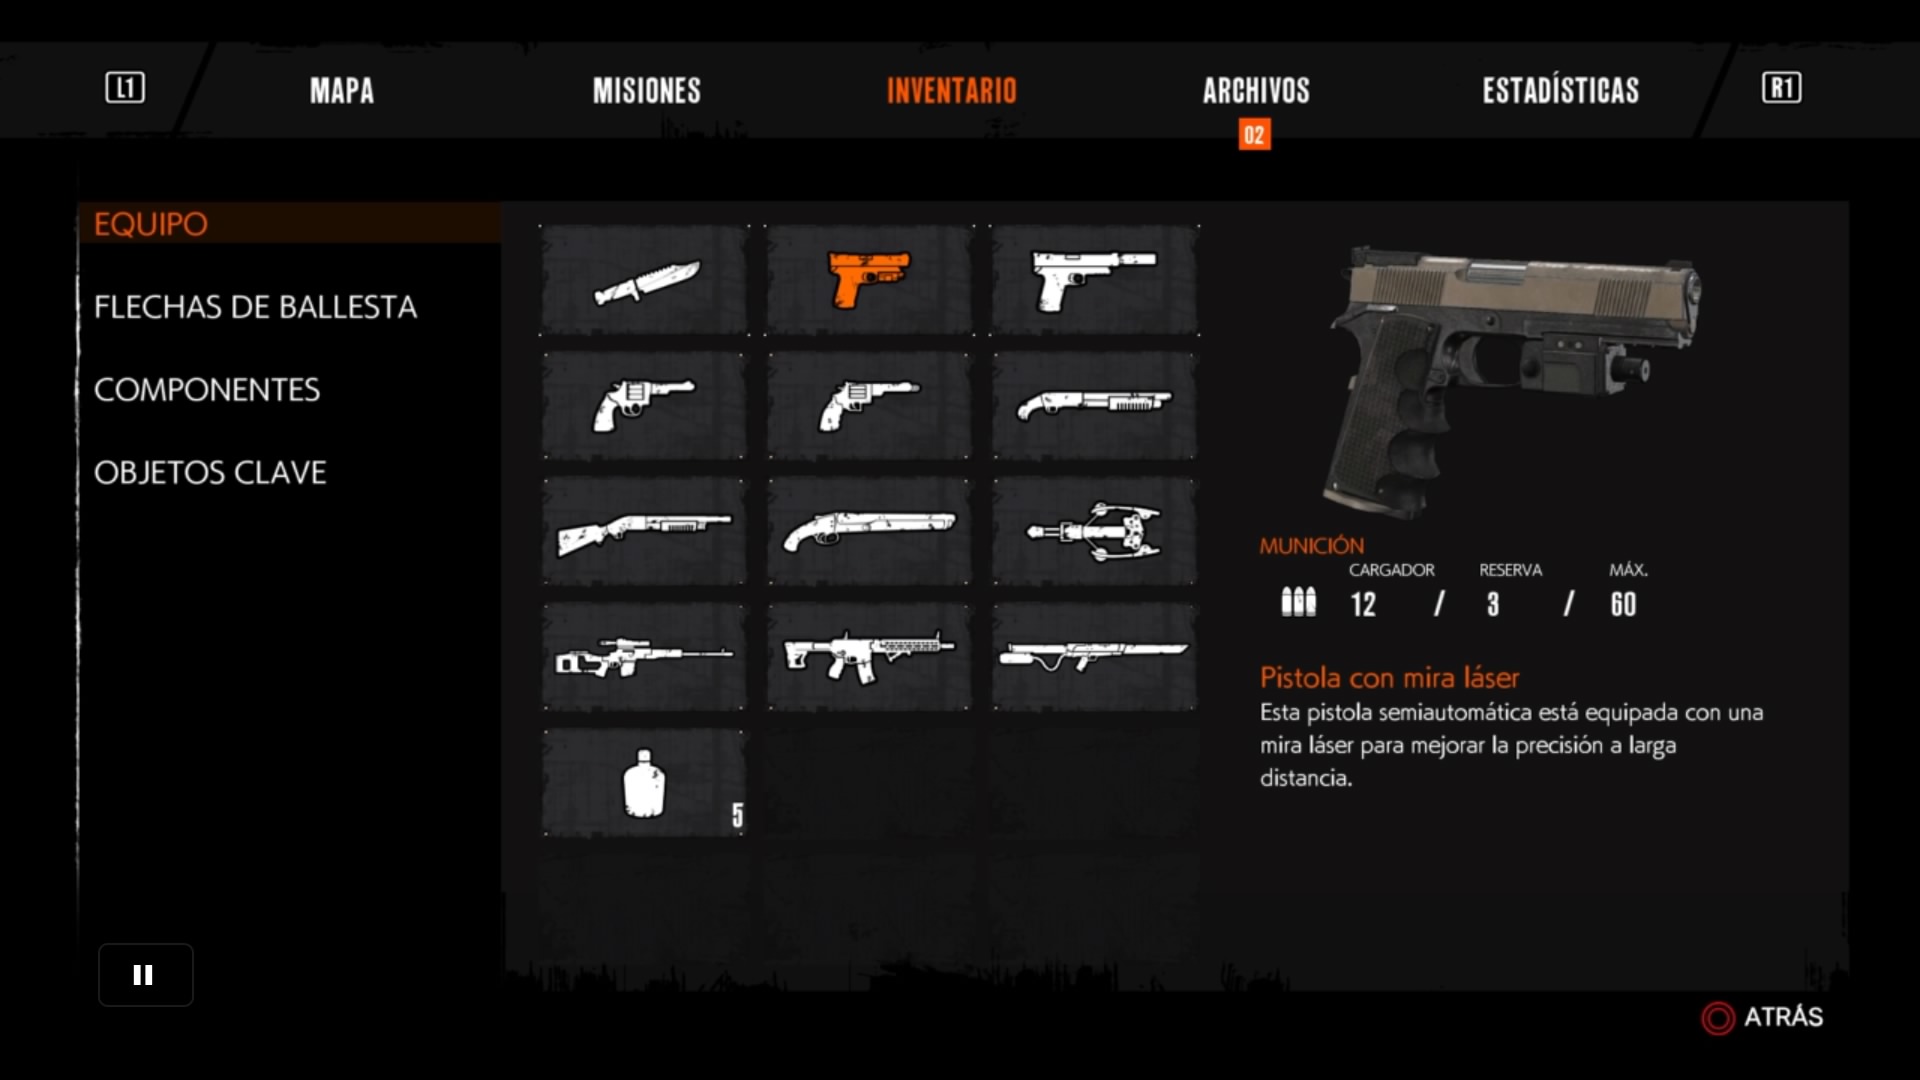 L1
MAPA
MISIONES
INVENTARIO
ARCHIVOS
ESTADÍSTICAS
R1
02
EQUIPO
FLECHAS DE BALLESTA
COMPONENTES
OBJETOS CLAVE
5
MUNICIÓN
CARGADOR RESERVA MÁX.
12 / 3 / 60
Pistola con mira láser
Esta pistola semiautomática está equipada con una
mira láser para mejorar la precisión a larga
distancia.
ATRÁS